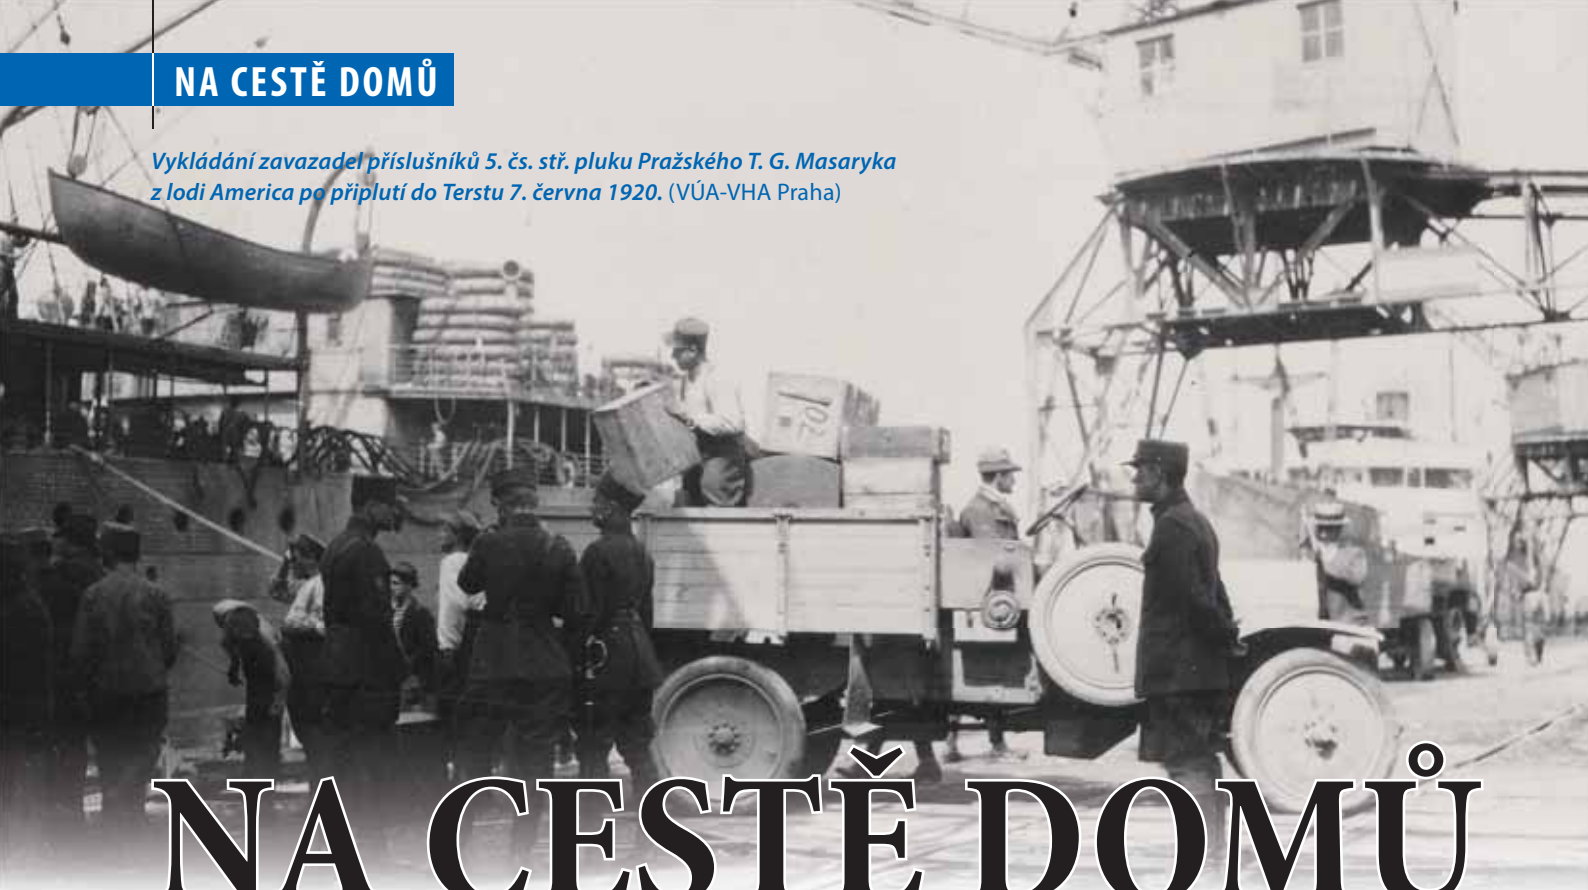 NA CESTĚ DOMŮ
Vykládání zavazadel příslušníků 5. čs. stř. pluku Pražského T. G. Masaryka
z lodi America po připlutí do Terstu 7. června 1920. (VÚA-VHA Praha)
NA CESTĚ DOMŮ